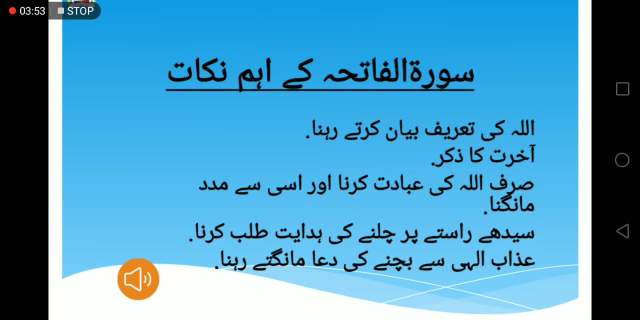 03:53 STOP
سورۃالفاتحہ کے اہم نکات
اللہ کی تعریف بیان کرتے رہنا.
آخرت کا ذکر.
صرف اللہ کی عبادت کرنا اور اسی سے مدد
مانگنا.
سیدھے راستے پر چلنے کی ہدایت طلب کرنا.
عذاب الہی سے بچنے کی دعا مانگتے رہنا.